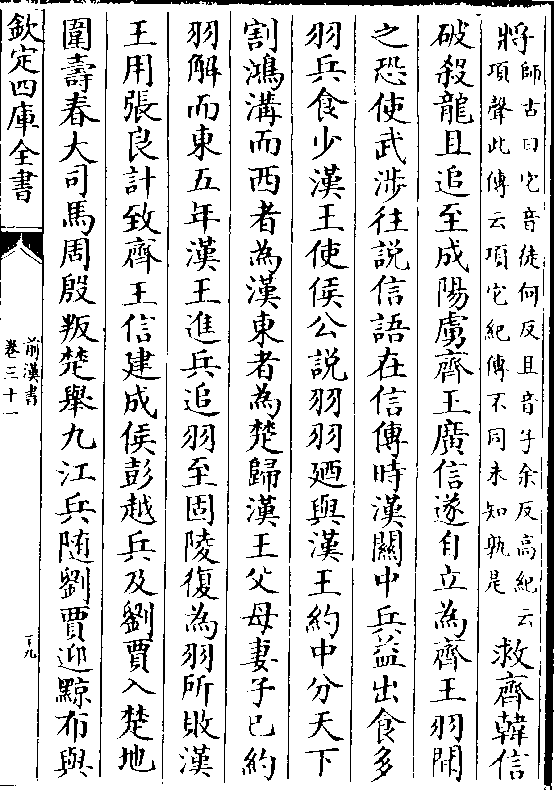 將師古曰它音徒何反且音子余反高紀云項聲此傳云項它紀傳不同未知孰是救齊韓信
破殺龍且追至成陽虜齊王廣信遂自立為齊王羽聞
之恐使武涉往説信語在信傳時漢關中兵益出食多
羽兵食少漢王使侯公説羽羽廼與漢王約中分天下
割鴻溝而西者為漢東者為楚歸漢王父母妻子已約
羽解而東五年漢王進兵追羽至固陵復為羽所敗漢
王用張良計致齊王信建成侯彭越兵及劉賈入楚地
圍壽春大司馬周殷叛楚舉九江兵随劉賈迎黥布與
欽定四庫全書
前漢書
卷三十一
十九